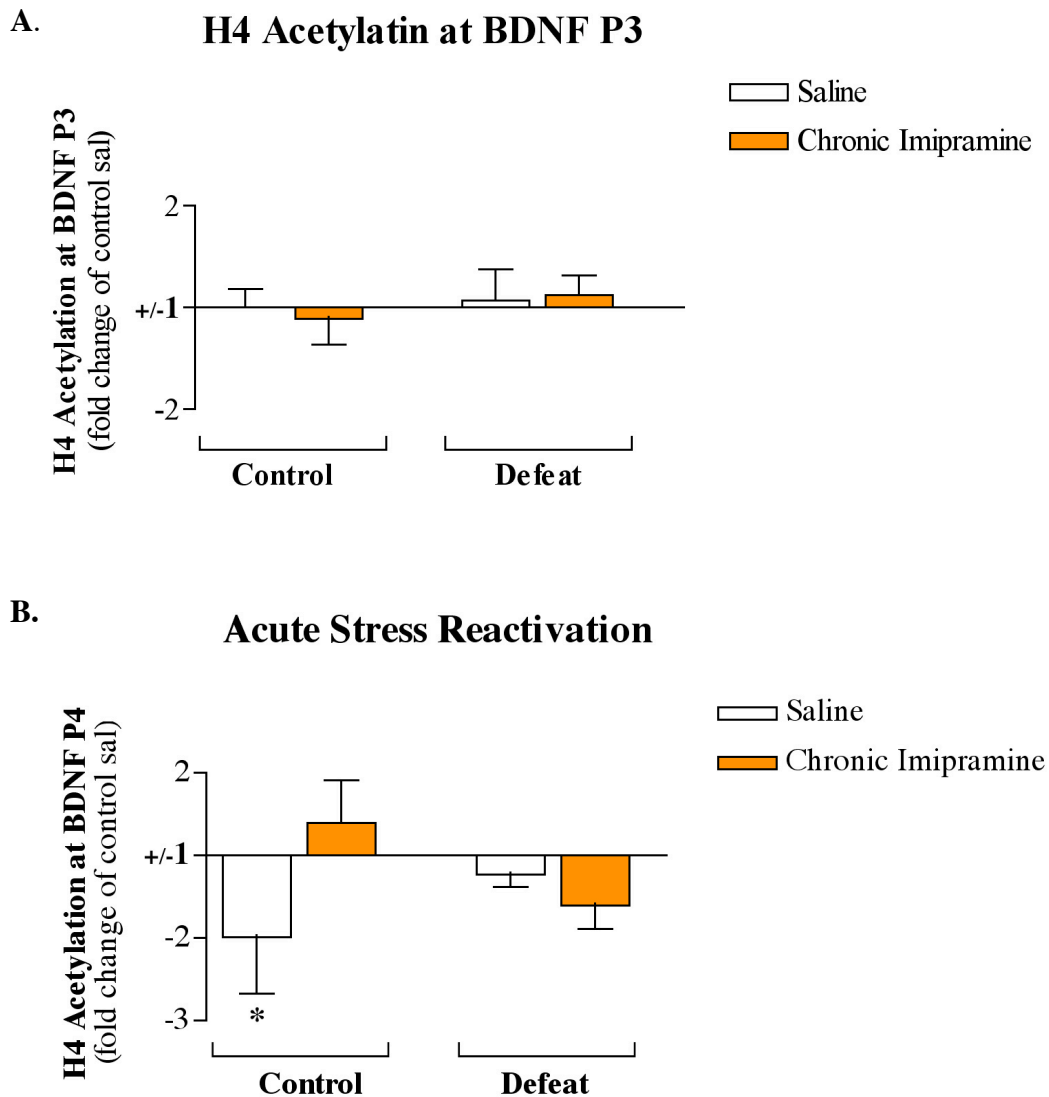 A.
H4 Acetylatin at BDNF P3
Saline
Chronic Imipramine
H4 Acetylation at BDNF P3
(fold change of control sal)
2
+/-1
-2
Control
Defeat
B.
Acute Stress Reactivation
Saline
Chronic Imipramine
H4 Acetylation at BDNF P4
(fold change of control sal)
2
+/-1
-2
-3
*
Control
Defeat